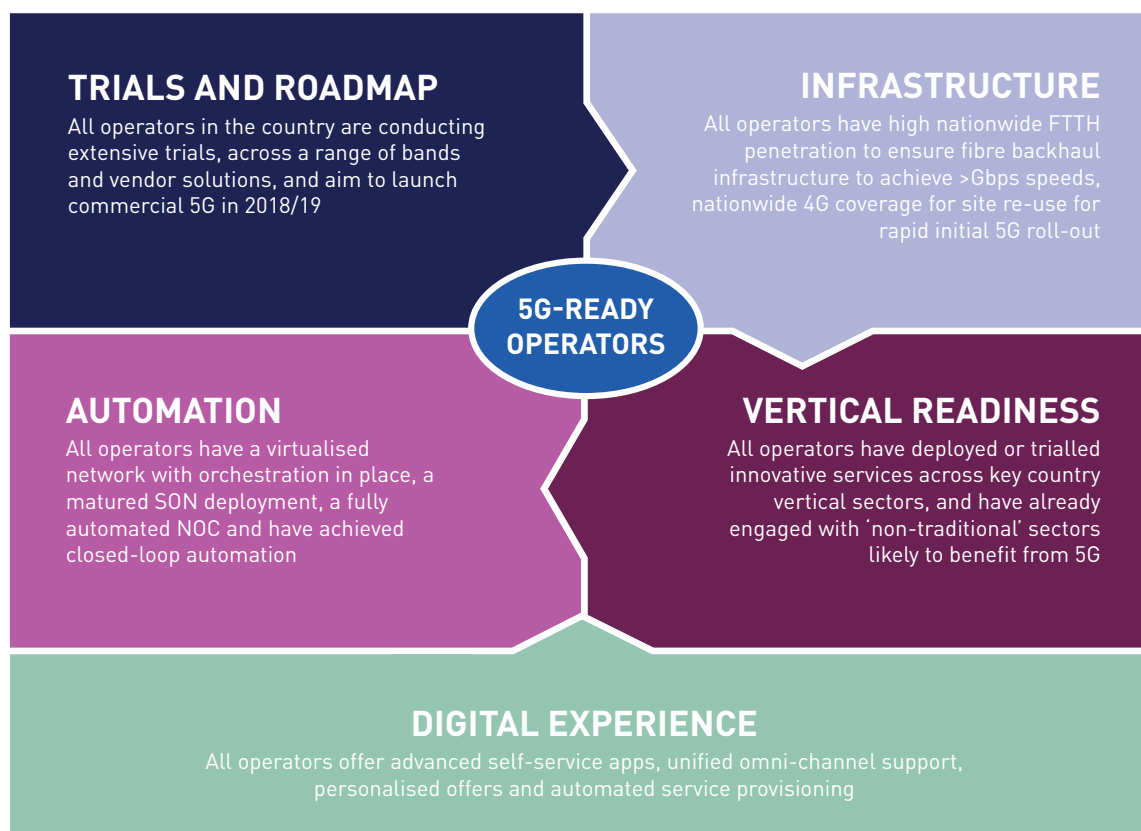 TRIALS AND ROADMAP
All operators in the country are conducting
extensive trials, across a range of bands
and vendor solutions, and aim to launch
commercial 5G in 2018/19
INFRASTRUCTURE
All operators have high nationwide FTTH
penetration to ensure fibre backhaul
infrastructure to achieve >Gbps speeds,
nationwide 4G coverage for site re-use for
rapid initial 5G roll-out
5G-READY
OPERATORS
AUTOMATION
All operators have a virtualised
network with orchestration in place, a
matured SON deployment, a fully
automated NOC and have achieved
closed-loop automation
VERTICAL READINESS
All operators have deployed or trialled
innovative services across key country
vertical sectors, and have already
engaged with ‘non-traditional’ sectors
likely to benefit from 5G
DIGITAL EXPERIENCE
All operators offer advanced self-service apps, unified omni-channel support,
personalised offers and automated service provisioning